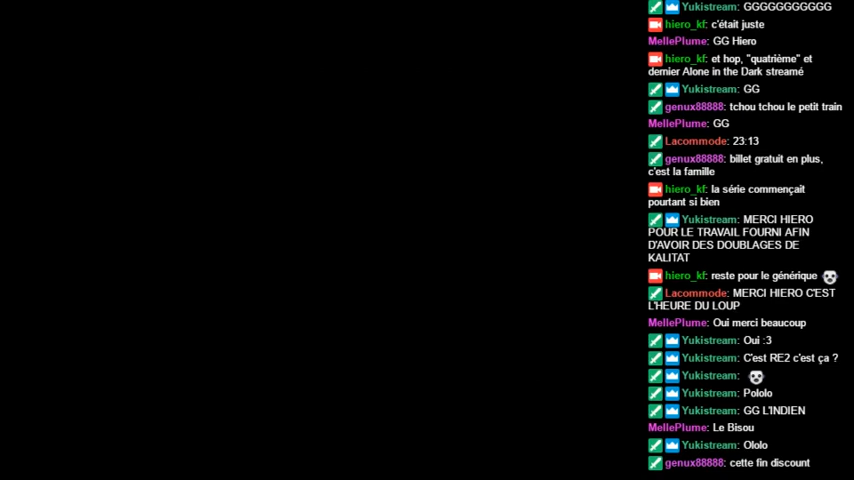 Yukistream: GGGGGGGGGGG
hiero_kf: c'était juste
MellePlume: GG Hiero
hiero_kf: et hop, "quatrième" et
dernier Alone in the Dark streamé
Yukistream: GG
genux88888: tchou tchou le petit train
MellePlume: GG
Lacommode: 23:13
genux88888: billet gratuit en plus,
c'est la famille
hiero_kf: la série commençait
pourtant si bien
Yukistream: MERCI HIERO
POUR LE TRAVAIL FOURNI AFIN
D'AVOIR DES DOUBLAGES DE
KALITAT
hiero_kf: reste pour le générique
Lacommode: MERCI HIERO C'EST
L'HEURE DU LOUP
MellePlume: Oui merci beaucoup
Yukistream: Oui :3
Yukistream: C'est RE2 c'est ça ?
Yukistream:
Yukistream: Pololo
Yukistream: GG L'INDIEN
MellePlume: Le Bisou
Yukistream: Ololo
genux88888: cette fin discount